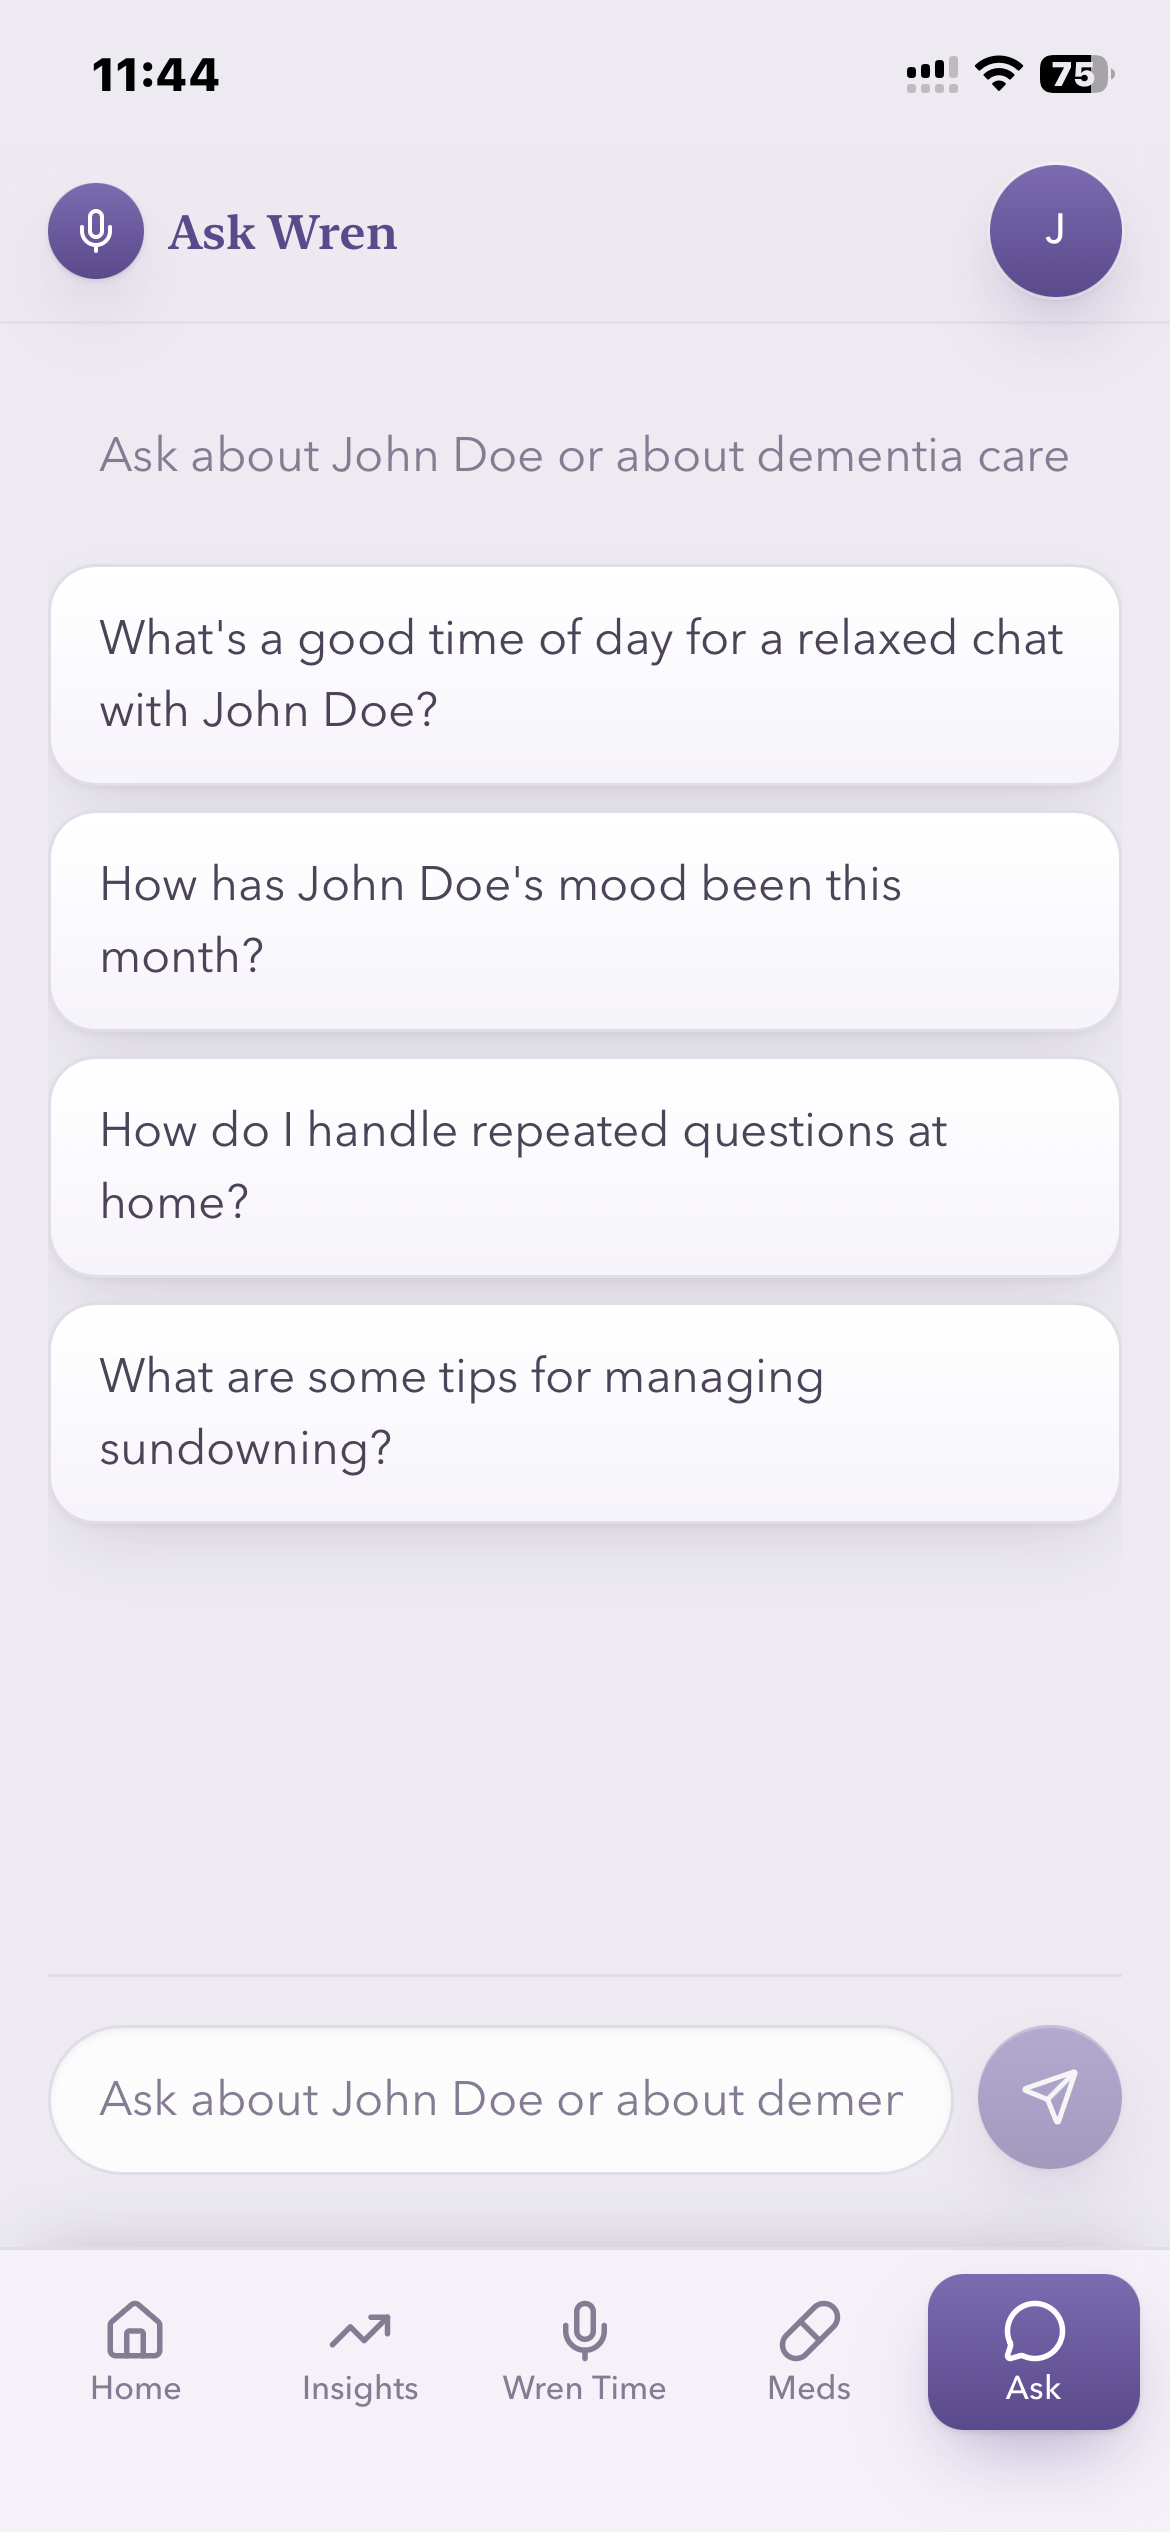 11:44
75
Ask Wren
J
Ask about John Doe or about dementia care
What's a good time of day for a relaxed chat
with John Doe?
How has John Doe's mood been this
month?
How do I handle repeated questions at
home?
What are some tips for managing
sundowning?
Ask about John Doe or about demen
Home
Insights
Wren Time
Meds
Ask